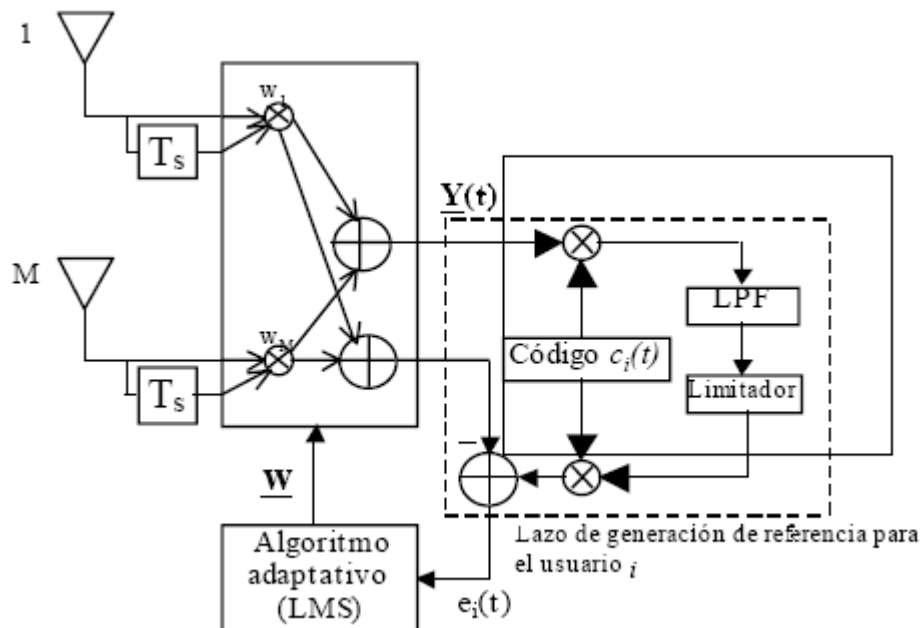 1
w1
Ts
Y(t)
M
LPF
wM
Código ci(t)
Limitador
Ts
–
W
Lazo de generación de referencia para
el usuario i
Algoritmo
adaptativo
(LMS)
ei(t)